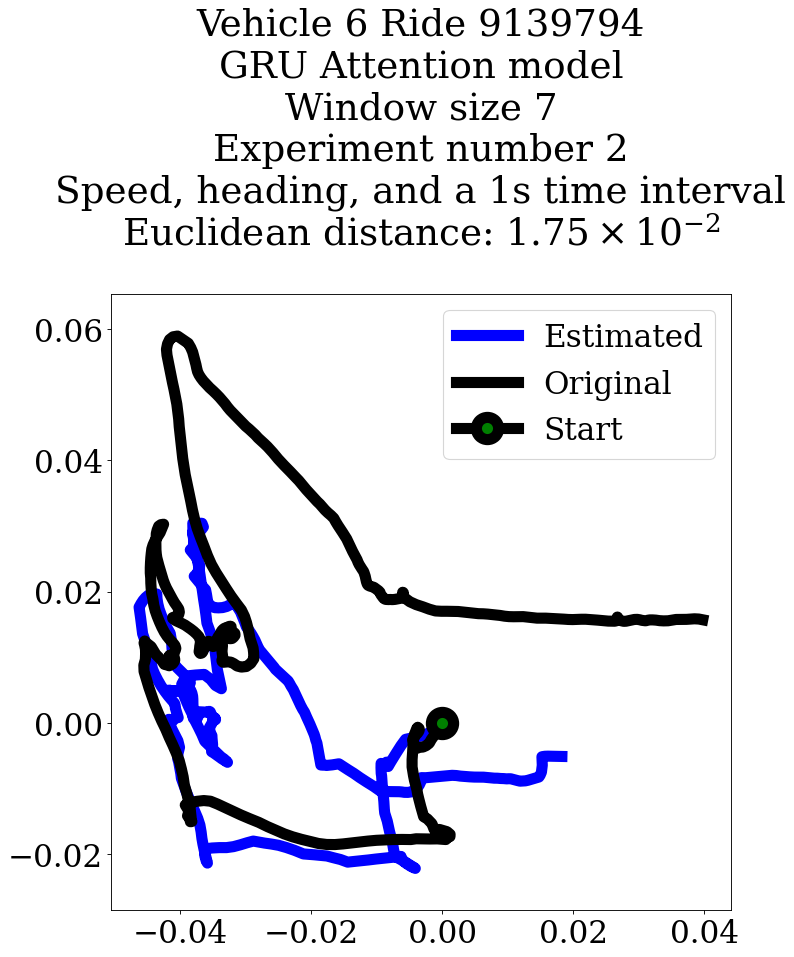 Vehicle 6 Ride 9139794
GRU Attention model
Window size 7
Experiment number 2
Speed, heading, and a 1s time interval
Euclidean distance: 1.75 × 10⁻²
Estimated
Original
Start
0.06
0.04
0.02
0.00
−0.02
−0.04 −0.02 0.00 0.02 0.04